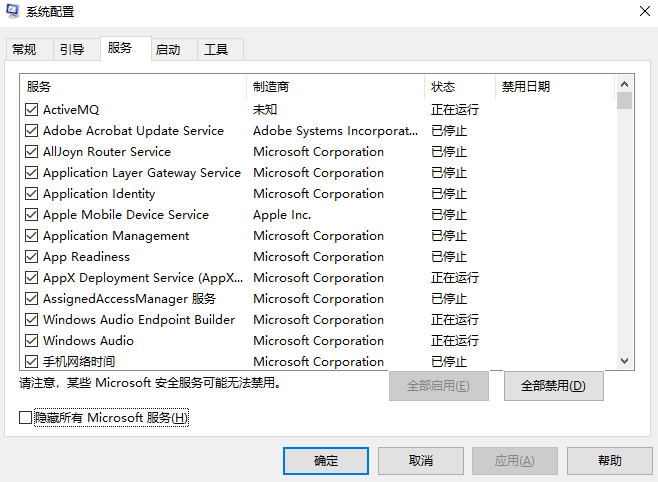 系统配置
常规 引导 服务 启动 工具
服务 制造商 状态 禁用日期
ActiveMQ 未知 正在运行
Adobe Acrobat Update Service Adobe Systems Incorporat... 已停止
AllJoyn Router Service Microsoft Corporation 已停止
Application Layer Gateway Service Microsoft Corporation 已停止
Application Identity Microsoft Corporation 已停止
Apple Mobile Device Service Apple Inc. 已停止
Application Management Microsoft Corporation 已停止
App Readiness Microsoft Corporation 已停止
AppX Deployment Service (AppX... Microsoft Corporation 正在运行
AssignedAccessManager 服务 Microsoft Corporation 已停止
Windows Audio Endpoint Builder Microsoft Corporation 正在运行
Windows Audio Microsoft Corporation 正在运行
手机网络时间 Microsoft Corporation 已停止
请注意，某些 Microsoft 安全服务可能无法禁用。 全部启用(E) 全部禁用(D)
隐藏所有 Microsoft 服务(H)
确定 取消 应用(A) 帮助